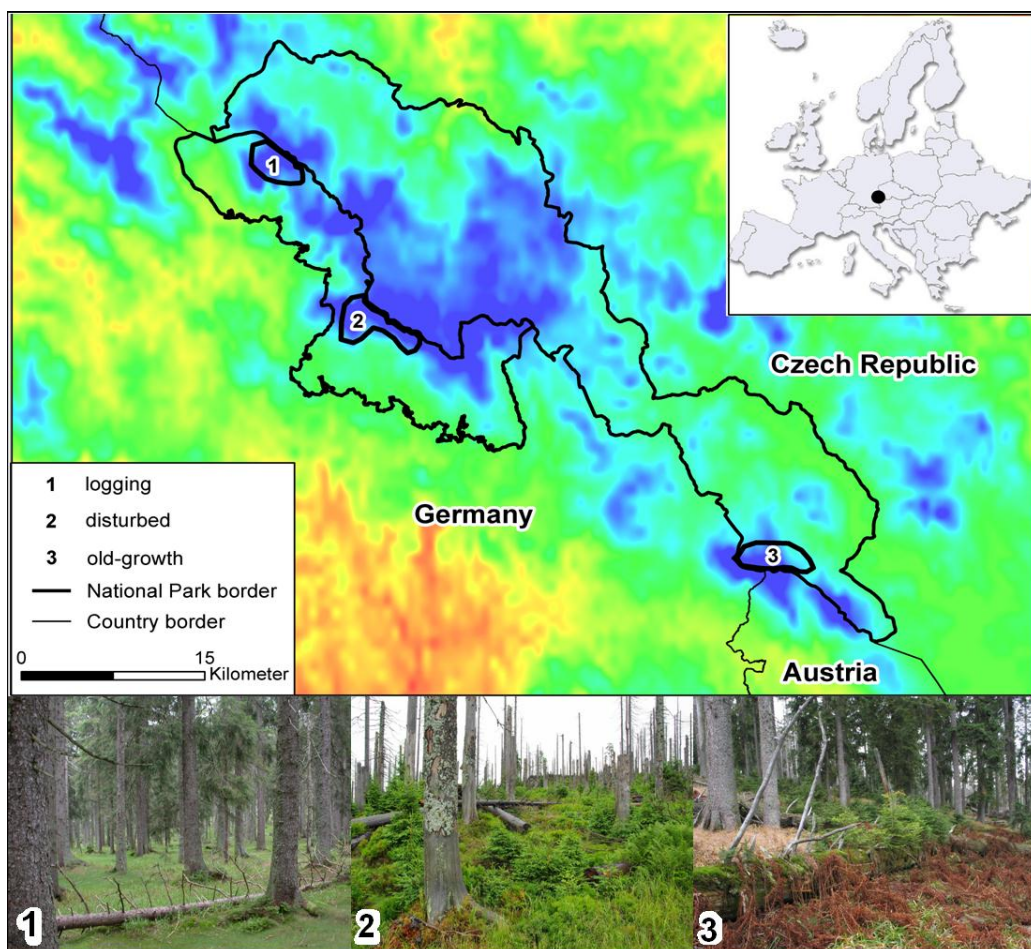 1
2
Czech Republic
Germany
3
Austria
1 logging
2 disturbed
3 old-growth
National Park border
Country border
0 15
Kilometer
1 2 3